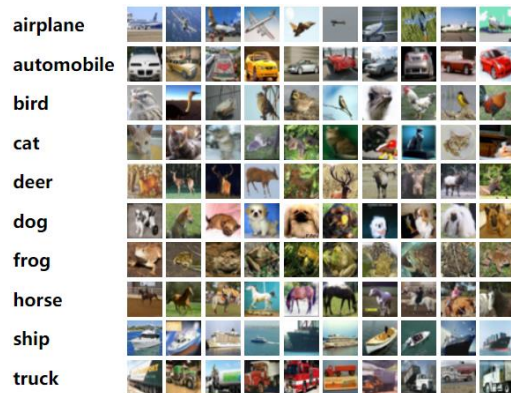 airplane
automobile
bird
cat
deer
dog
frog
horse
ship
truck